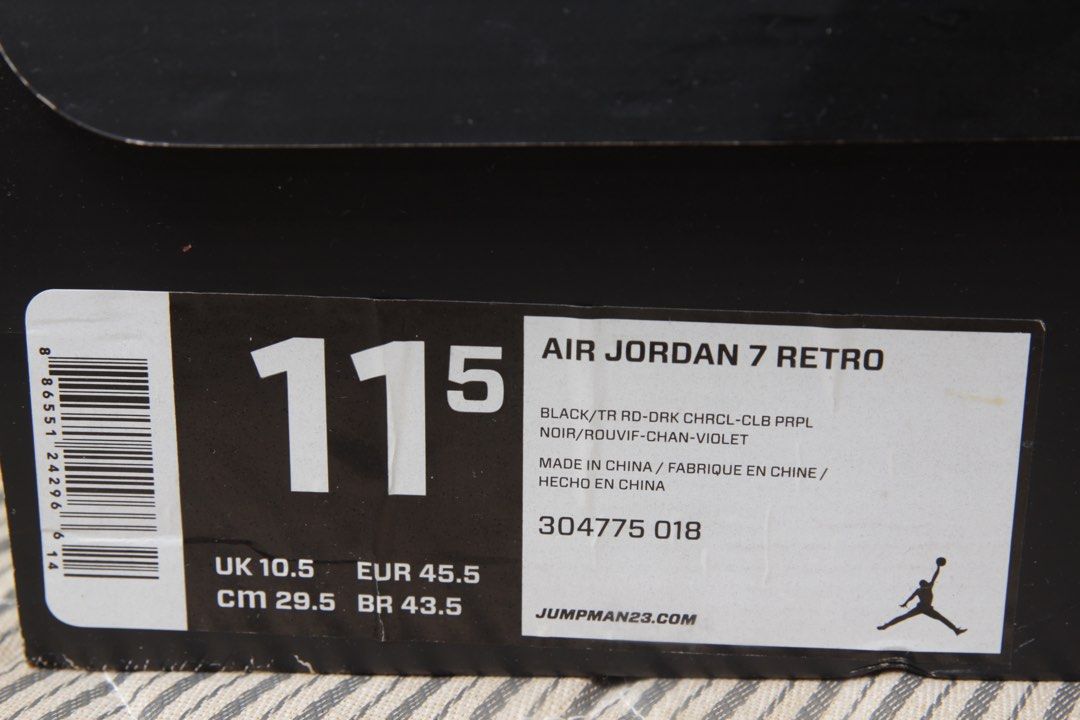 8 86551 24296 6 14
11 5
UK 10.5 EUR 45.5
cm 29.5 BR 43.5
AIR JORDAN 7 RETRO
BLACK/TR RD-DRK CHRCL-CLB PRPL
NOIR/ROUVIF-CHAN-VIOLET
MADE IN CHINA / FABRIQUE EN CHINE /
HECHO EN CHINA
304775 018
JUMPMAN23.COM